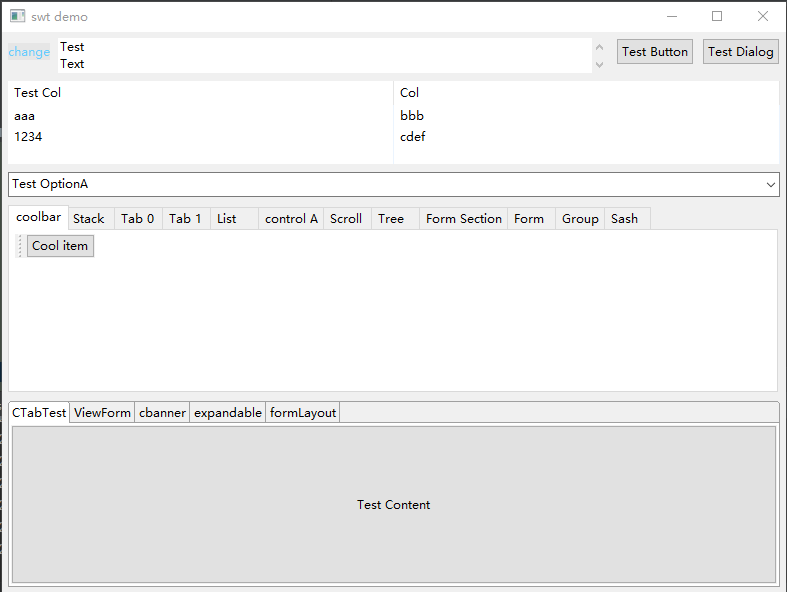 swt demo
change
Test
Text
Test Button
Test Dialog
Test Col Col
aaa bbb
1234 cdef
Test OptionA
coolbar Stack Tab 0 Tab 1 List control A Scroll Tree Form Section Form Group Sash
Cool item
CTabTest ViewForm cbanner expandable formLayout
Test Content